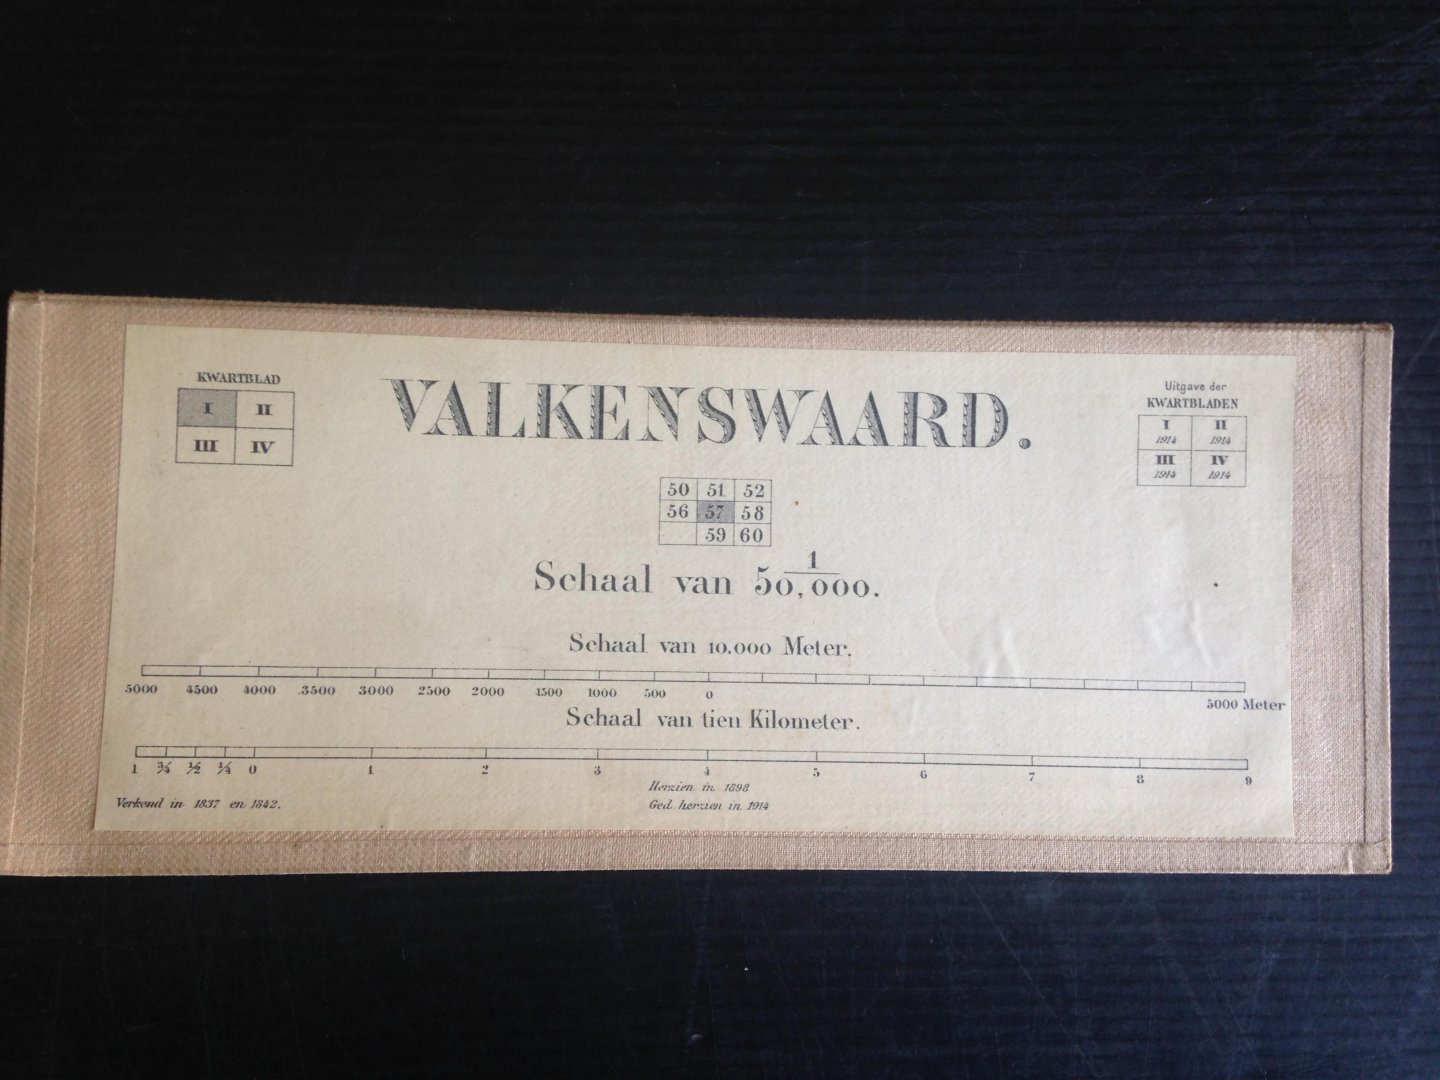 KWARTBLAD
I II
III IV
VALKENSWAARD.
Uitgave der
KWARTBLADEN
I II
1914 1914
III IV
1914 1914
50 51 52
56 57 58
59 60
Schaal van 1/50,000.
Schaal van 10.000 Meter.
5000 4500 4000 3500 3000 2500 2000 1500 1000 500 0 5000 Meter
Schaal van tien Kilometer.
1 ¾ ½ ¼ 0 1 2 3 4 5 6 7 8 9
Verkend in 1837 en 1842.
Herzien in 1898
Ged. herzien in 1914